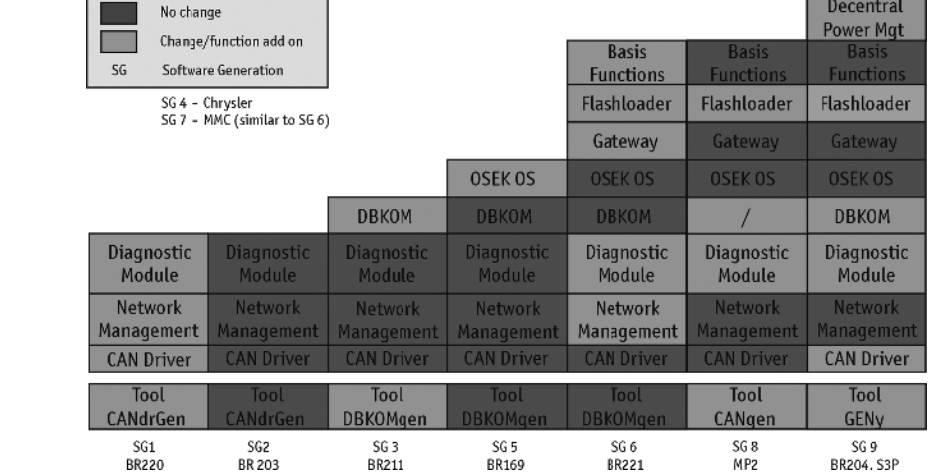 Decentral
Power Mgt
No change
Change/function add on
SG Software Generation
SG 4 - Chrysler
SG 7 - MMC (similar to SG 6)
Basis Basis Basis
Functions Functions Functions
Flashloader Flashloader Flashloader
Gateway Gateway Gateway
OSEK OS OSEK OS OSEK OS OSEK OS
DBKOM DBKOM DBKOM / DBKOM
Diagnostic Diagnostic Diagnostic Diagnostic Diagnostic Diagnostic Diagnostic
Module Module Module Module Module Module Module
Network Network Network Network Network Network Network
Management Management Management Management Management Management Management
CAN Driver CAN Driver CAN Driver CAN Driver CAN Driver CAN Driver CAN Driver
Tool Tool Tool Tool Tool Tool Tool
CANdrGen CANdrGen DBKOMgen DBKOMgen DBKOMgen CANgen GENy
SG1 SG2 SG 3 SG 5 SG 6 SG 8 SG 9
BR220 BR 203 BR211 BR169 BR221 MP2 BR204, S3P